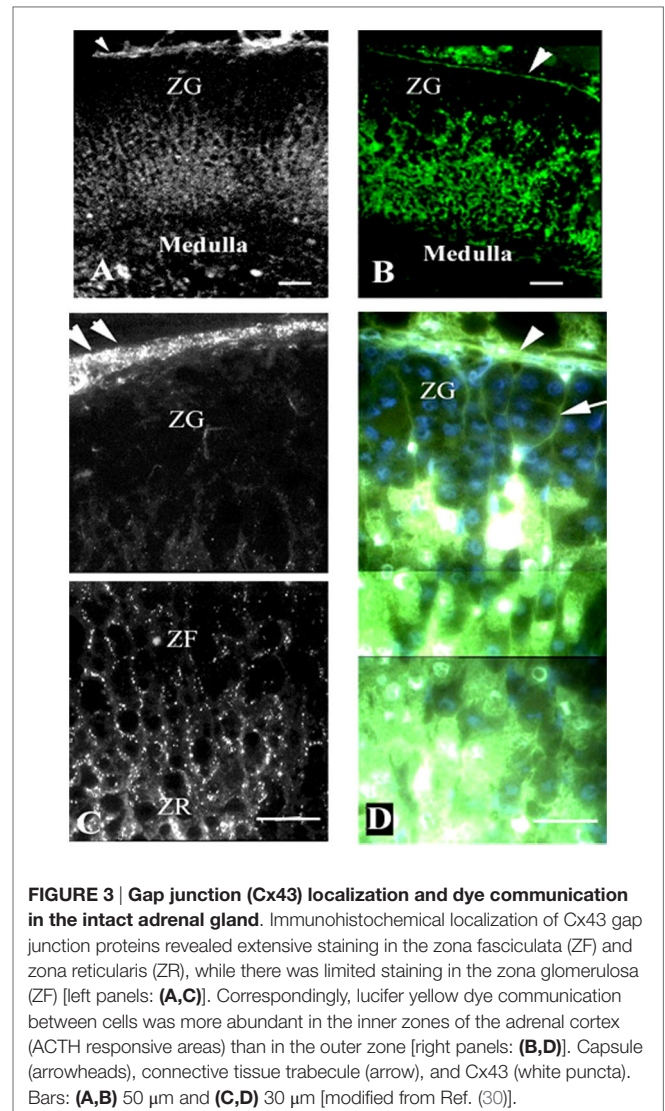 ZG
Medulla
A
ZG
Medulla
B
ZG
ZF
ZR
C
ZG
D
FIGURE 3 | Gap junction (Cx43) localization and dye communication
in the intact adrenal gland. Immunohistochemical localization of Cx43 gap
junction proteins revealed extensive staining in the zona fasciculata (ZF) and
zona reticularis (ZR), while there was limited staining in the zona glomerulosa
(ZF) [left panels: (A,C)]. Correspondingly, lucifer yellow dye communication
between cells was more abundant in the inner zones of the adrenal cortex
(ACTH responsive areas) than in the outer zone [right panels: (B,D)]. Capsule
(arrowheads), connective tissue trabecule (arrow), and Cx43 (white puncta).
Bars: (A,B) 50 μm and (C,D) 30 μm [modified from Ref. (30)].